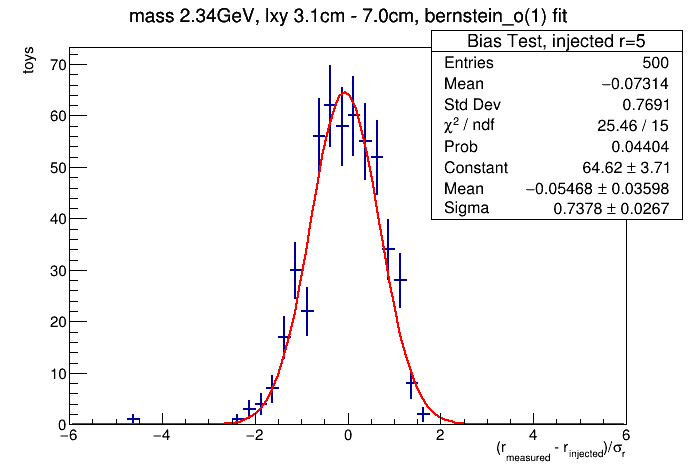 mass 2.34GeV, lxy 3.1cm - 7.0cm, bernstein_o(1) fit
toys
Bias Test, injected r=5
Entries 500
Mean −0.07314
Std Dev 0.7691
χ² / ndf 25.46 / 15
Prob 0.04404
Constant 64.62 ± 3.71
Mean −0.05468 ± 0.03598
Sigma 0.7378 ± 0.0267
70
60
50
40
30
20
10
0
−6 −4 −2 0 2 4 6
(r_measured - r_injected)/σ_r